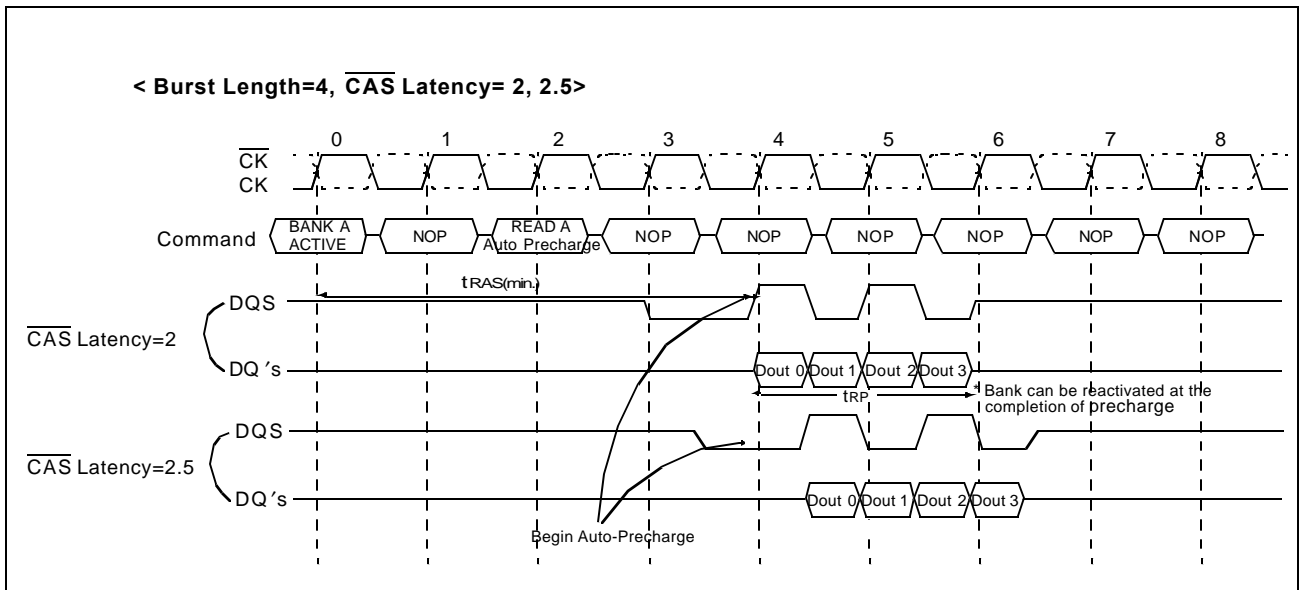 < Burst Length=4, CAS Latency= 2, 2.5>
0 1 2 3 4 5 6 7 8
CK
CK
Command BANK A ACTIVE NOP READ A Auto Precharge NOP NOP NOP NOP NOP NOP
tRAS(min.)
DQS
CAS Latency=2
DQ's Dout 0 Dout 1 Dout 2 Dout 3
tRP
* Bank can be reactivated at the
completion of precharge
DQS
CAS Latency=2.5
DQ's Dout 0 Dout 1 Dout 2 Dout 3
Begin Auto-Precharge